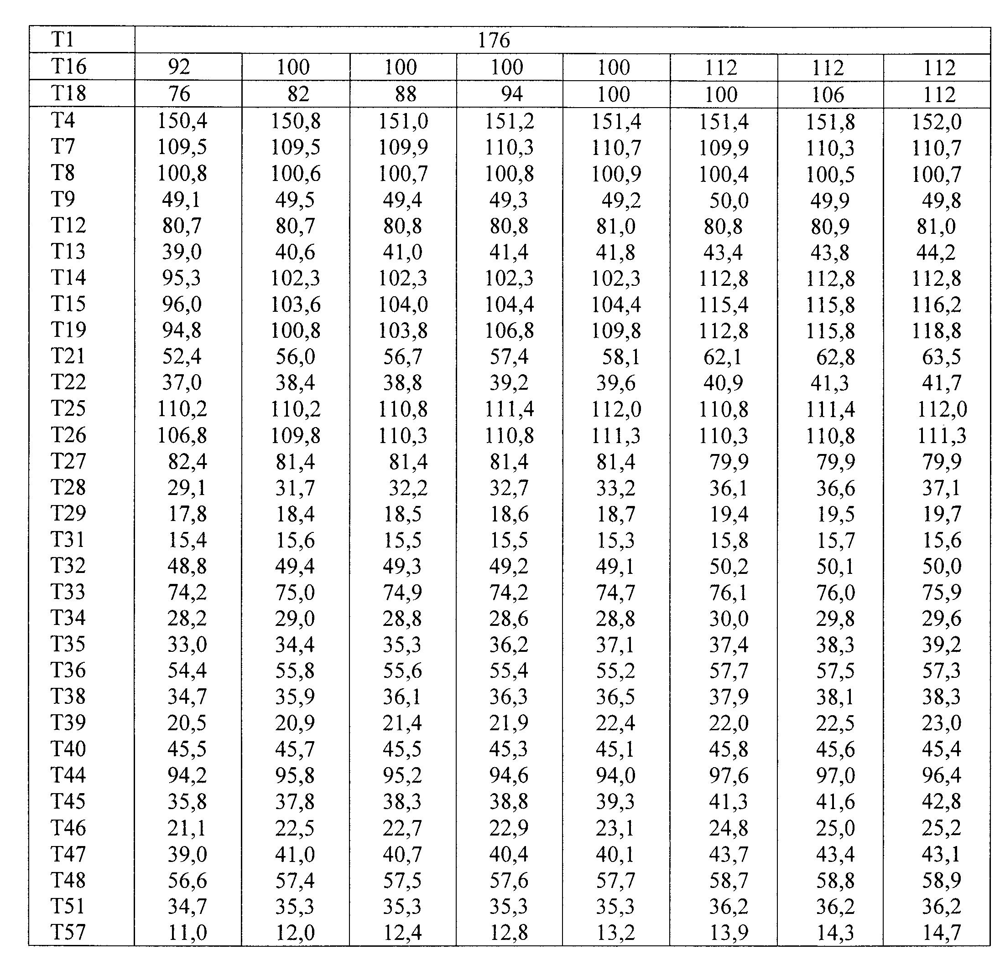 T1 176
T16 92 100 100 100 100 112 112 112
T18 76 82 88 94 100 100 106 112
T4 150,4 150,8 151,0 151,2 151,4 151,4 151,8 152,0
T7 109,5 109,5 109,9 110,3 110,7 109,9 110,3 110,7
T8 100,8 100,6 100,7 100,8 100,9 100,4 100,5 100,7
T9 49,1 49,5 49,4 49,3 49,2 50,0 49,9 49,8
T12 80,7 80,7 80,8 80,8 81,0 80,8 80,9 81,0
T13 39,0 40,6 41,0 41,4 41,8 43,4 43,8 44,2
T14 95,3 102,3 102,3 102,3 102,3 112,8 112,8 112,8
T15 96,0 103,6 104,0 104,4 104,4 115,4 115,8 116,2
T19 94,8 100,8 103,8 106,8 109,8 112,8 115,8 118,8
T21 52,4 56,0 56,7 57,4 58,1 62,1 62,8 63,5
T22 37,0 38,4 38,8 39,2 39,6 40,9 41,3 41,7
T25 110,2 110,2 110,8 111,4 112,0 110,8 111,4 112,0
T26 106,8 109,8 110,3 110,8 111,3 110,3 110,8 111,3
T27 82,4 81,4 81,4 81,4 81,4 79,9 79,9 79,9
T28 29,1 31,7 32,2 32,7 33,2 36,1 36,6 37,1
T29 17,8 18,4 18,5 18,6 18,7 19,4 19,5 19,7
T31 15,4 15,6 15,5 15,5 15,3 15,8 15,7 15,6
T32 48,8 49,4 49,3 49,2 49,1 50,2 50,1 50,0
T33 74,2 75,0 74,9 74,2 74,7 76,1 76,0 75,9
T34 28,2 29,0 28,8 28,6 28,8 30,0 29,8 29,6
T35 33,0 34,4 35,3 36,2 37,1 37,4 38,3 39,2
T36 54,4 55,8 55,6 55,4 55,2 57,7 57,5 57,3
T38 34,7 35,9 36,1 36,3 36,5 37,9 38,1 38,3
T39 20,5 20,9 21,4 21,9 22,4 22,0 22,5 23,0
T40 45,5 45,7 45,5 45,3 45,1 45,8 45,6 45,4
T44 94,2 95,8 95,2 94,6 94,0 97,6 97,0 96,4
T45 35,8 37,8 38,3 38,8 39,3 41,3 41,6 42,8
T46 21,1 22,5 22,7 22,9 23,1 24,8 25,0 25,2
T47 39,0 41,0 40,7 40,4 40,1 43,7 43,4 43,1
T48 56,6 57,4 57,5 57,6 57,7 58,7 58,8 58,9
T51 34,7 35,3 35,3 35,3 35,3 36,2 36,2 36,2
T57 11,0 12,0 12,4 12,8 13,2 13,9 14,3 14,7